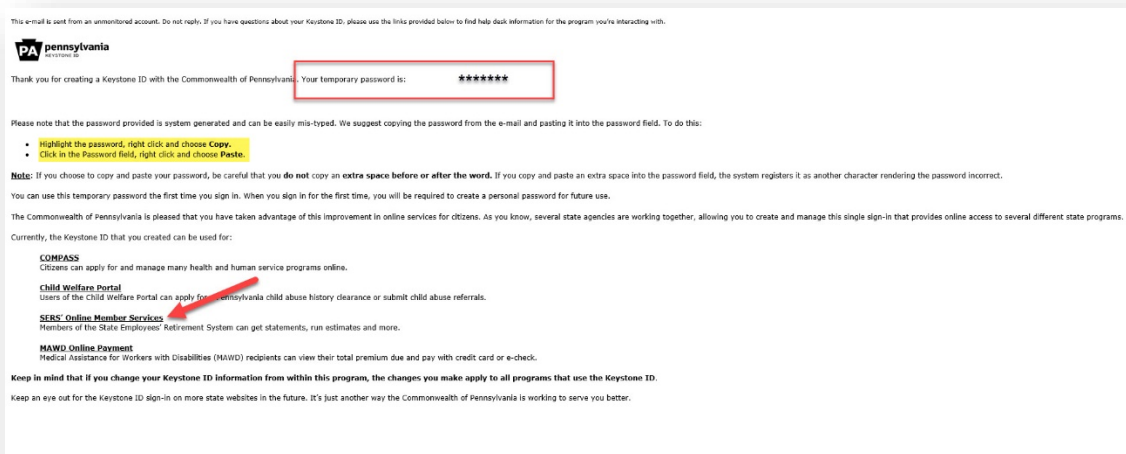 This e-mail is sent from an unmonitored account. Do not reply. If you have questions about your Keystone ID, please use the links provided below to find help desk information for the program you're interacting with.
PA pennsylvania
KEYSTONE ID
Thank you for creating a Keystone ID with the Commonwealth of Pennsylvania. Your temporary password is: *******
Please note that the password provided is system generated and can be easily mis-typed. We suggest copying the password from the e-mail and pasting it into the password field. To do this:
• Highlight the password, right click and choose Copy.
• Click in the Password field, right click and choose Paste.
Note: If you choose to copy and paste your password, be careful that you do not copy an extra space before or after the word. If you copy and paste an extra space into the password field, the system registers it as another character rendering the password incorrect.
You can use this temporary password the first time you sign in. When you sign in for the first time, you will be required to create a personal password for future use.
The Commonwealth of Pennsylvania is pleased that you have taken advantage of this improvement in online services for citizens. As you know, several state agencies are working together, allowing you to create and manage this single sign-in that provides online access to several different state programs.
Currently, the Keystone ID that you created can be used for:
COMPASS
Citizens can apply for and manage many health and human service programs online.
Child Welfare Portal
Users of the Child Welfare Portal can apply for Pennsylvania child abuse history clearance or submit child abuse referrals.
SERS' Online Member Services
Members of the State Employees' Retirement System can get statements, run estimates and more.
MAWD Online Payment
Medical Assistance for Workers with Disabilities (MAWD) recipients can view their total premium due and pay with credit card or e-check.
Keep in mind that if you change your Keystone ID information from within this program, the changes you make apply to all programs that use the Keystone ID.
Keep an eye out for the Keystone ID sign-in on more state websites in the future. It's just another way the Commonwealth of Pennsylvania is working to serve you better.